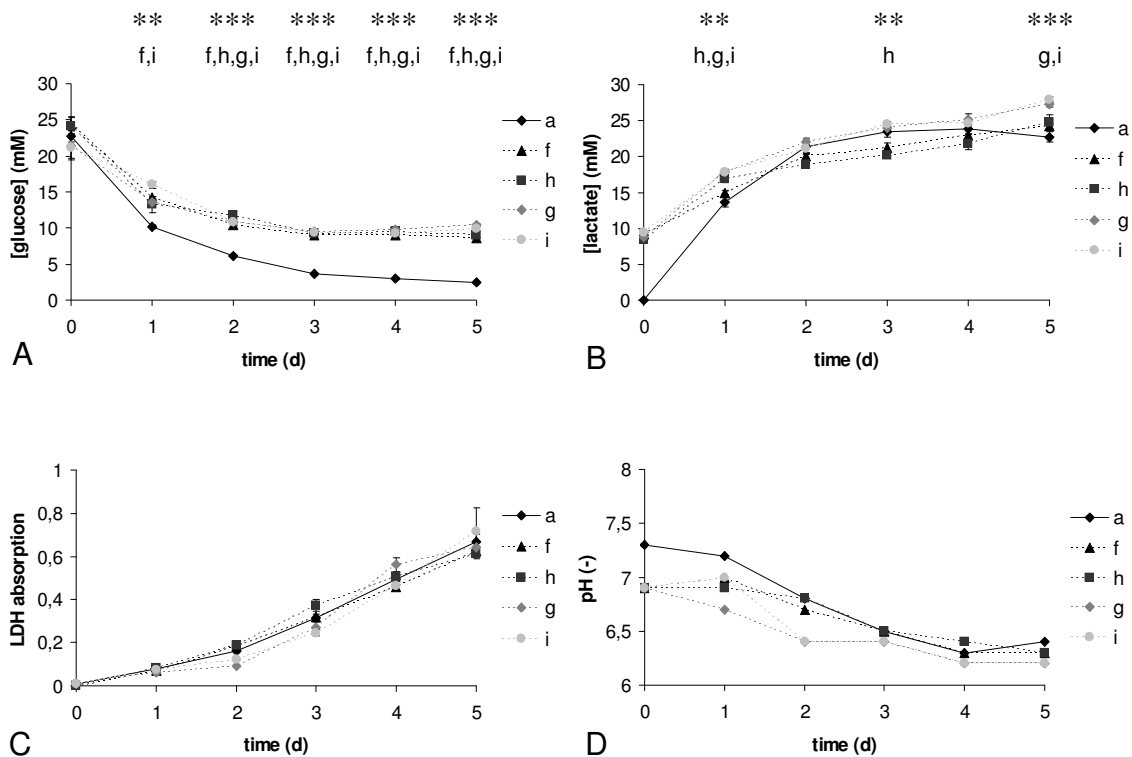 ** *** *** *** ***
f,i f,h,g,i f,h,g,i f,h,g,i f,h,g,i
30
25
20
15
10
5
0
[glucose] (mM)
0 1 2 3 4 5
time (d)
a
f
h
g
i
A
** ** ***
h,g,i h g,i
30
25
20
15
10
5
0
[lactate] (mM)
0 1 2 3 4 5
time (d)
a
f
h
g
i
B
1
0,8
0,6
0,4
0,2
0
LDH absorption
0 1 2 3 4 5
time (d)
a
f
h
g
i
C
8
7,5
7
6,5
6
pH (-)
0 1 2 3 4 5
time (d)
a
f
h
g
i
D